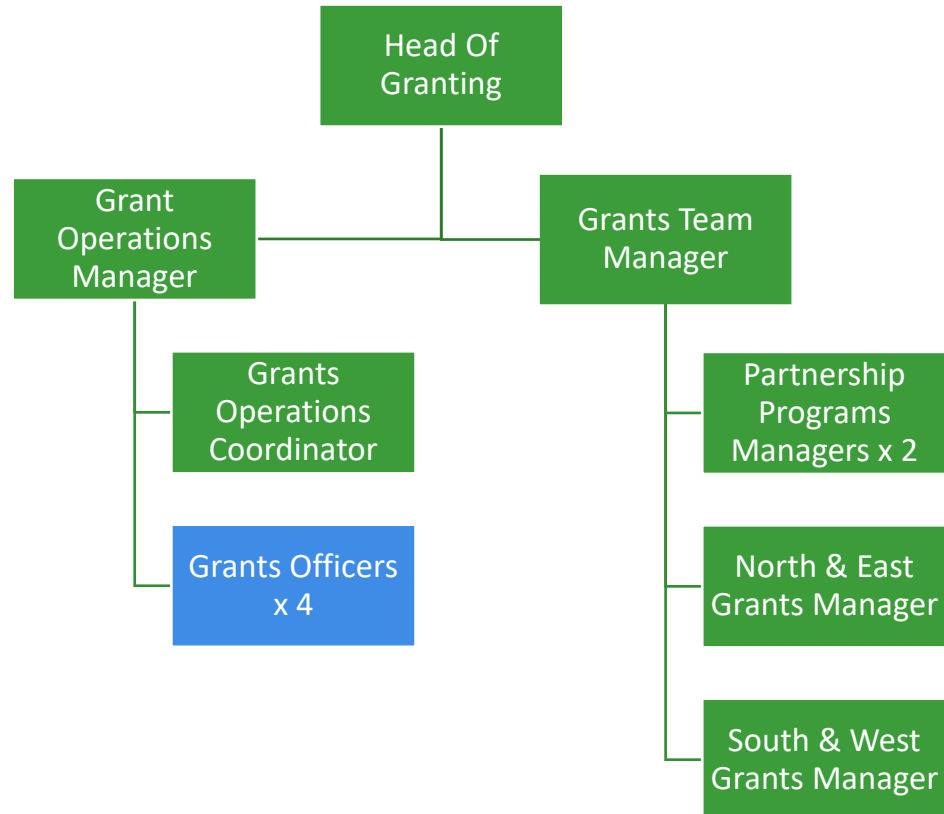 Head Of
Granting
Grant
Operations
Manager
Grants Team
Manager
Grants
Operations
Coordinator
Grants Officers
x 4
Partnership
Programs
Managers x 2
North & East
Grants Manager
South & West
Grants Manager